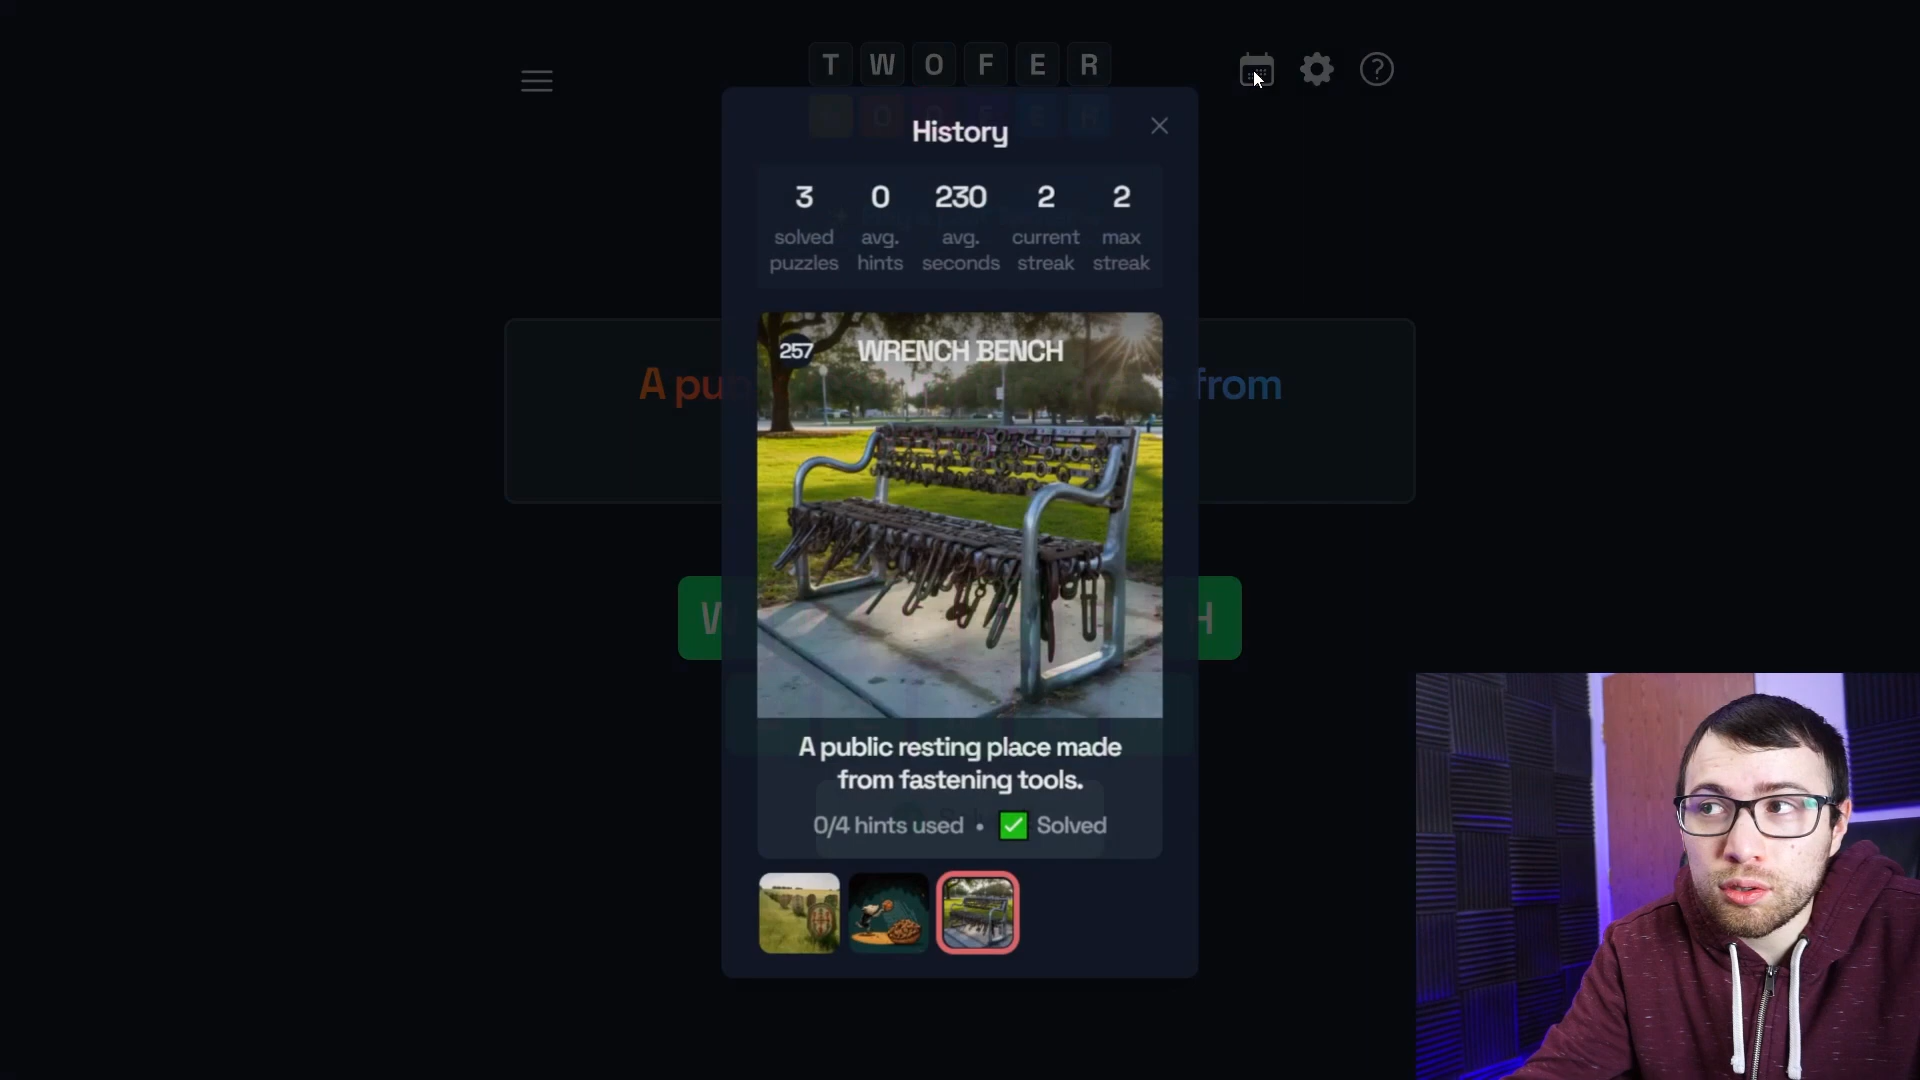 TWOFER
GOOFER
History
3 0 230 2 2
solved avg. avg. current max
puzzles hints seconds streak streak
257 WRENCH BENCH
A pu from
W H
A public resting place made
from fastening tools.
0/4 hints used • Solved